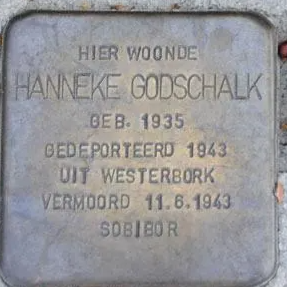 HIER WOONDE
HANNEKE GODSCHALK
GEB. 1935
GEDEPORTEERD 1943
UIT WESTERBORK
VERMOORD 11.6.1943
SOBIBOR